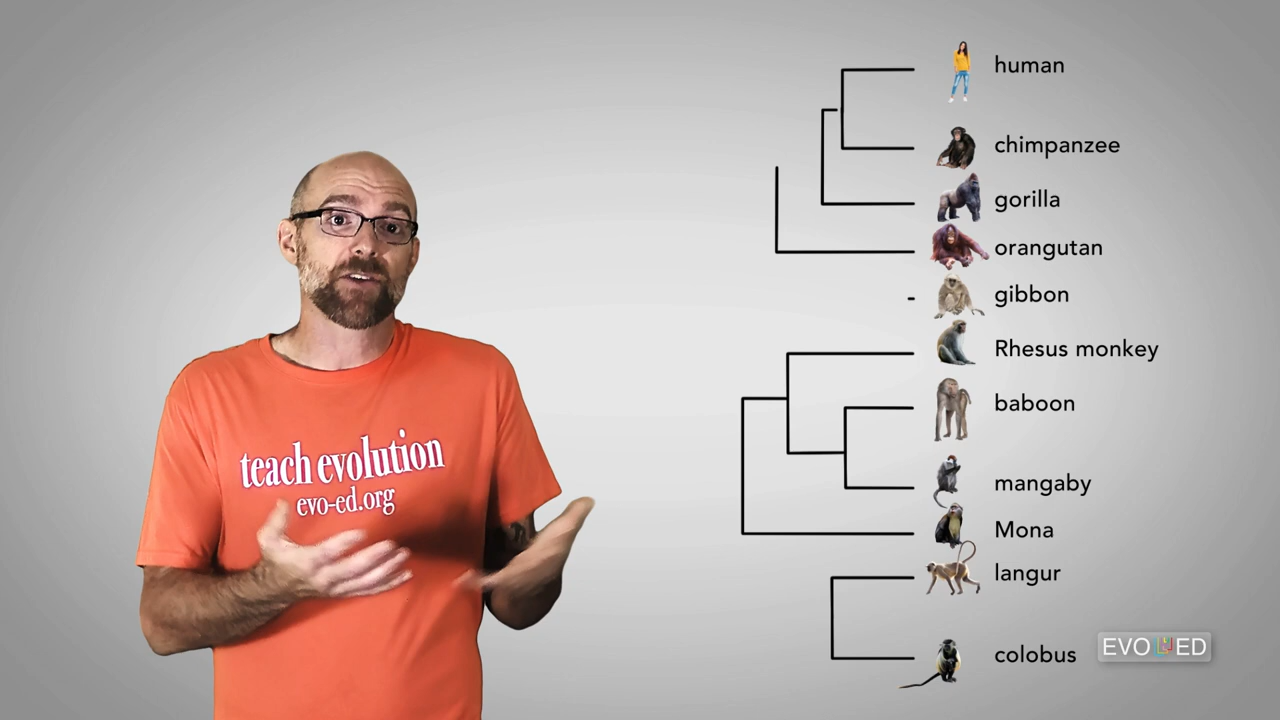 teach evolution
evo-ed.org
human
chimpanzee
gorilla
orangutan
gibbon
Rhesus monkey
baboon
mangaby
Mona
langur
colobus
EVO ED